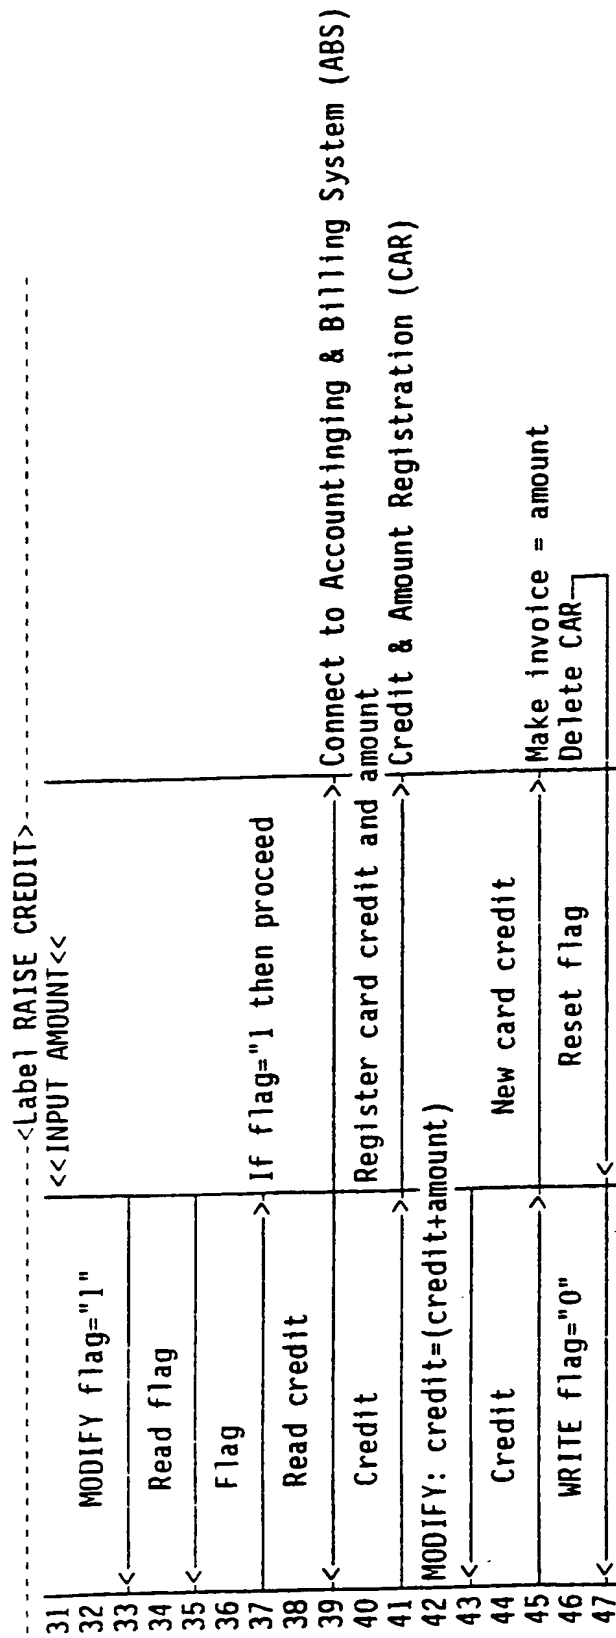 <Label RAISE CREDIT>
31 <<INPUT AMOUNT<<
32 MODIFY flag="1"
33
34 Read flag
35
36 Flag
37 If flag="1 then proceed
38 Read credit
39 Connect to Accountinging & Billing System (ABS)
40 Credit Register card credit and amount
41 Credit & Amount Registration (CAR)
42 MODIFY: credit=(credit+amount)
43
44 Credit New card credit
45 Make invoice = amount
46 WRITE flag="0" Reset flag Delete CAR
47